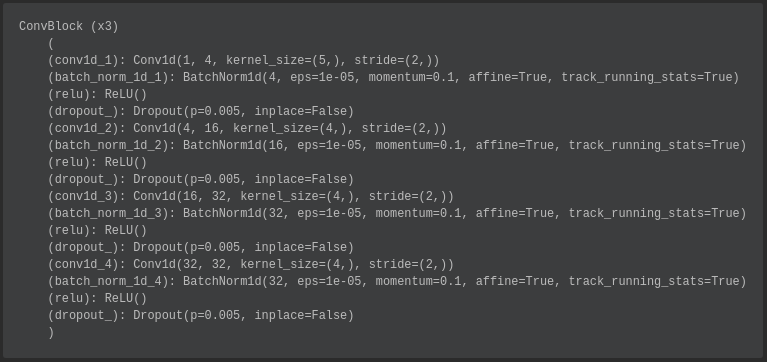 ConvBlock (x3)
(
(conv1d_1): Conv1d(1, 4, kernel_size=(5,), stride=(2,))
(batch_norm_1d_1): BatchNorm1d(4, eps=1e-05, momentum=0.1, affine=True, track_running_stats=True)
(relu): ReLU()
(dropout_): Dropout(p=0.005, inplace=False)
(conv1d_2): Conv1d(4, 16, kernel_size=(4,), stride=(2,))
(batch_norm_1d_2): BatchNorm1d(16, eps=1e-05, momentum=0.1, affine=True, track_running_stats=True)
(relu): ReLU()
(dropout_): Dropout(p=0.005, inplace=False)
(conv1d_3): Conv1d(16, 32, kernel_size=(4,), stride=(2,))
(batch_norm_1d_3): BatchNorm1d(32, eps=1e-05, momentum=0.1, affine=True, track_running_stats=True)
(relu): ReLU()
(dropout_): Dropout(p=0.005, inplace=False)
(conv1d_4): Conv1d(32, 32, kernel_size=(4,), stride=(2,))
(batch_norm_1d_4): BatchNorm1d(32, eps=1e-05, momentum=0.1, affine=True, track_running_stats=True)
(relu): ReLU()
(dropout_): Dropout(p=0.005, inplace=False)
)